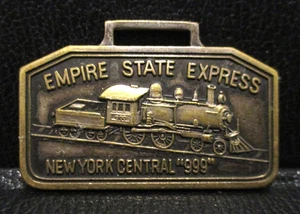 EMPIRE STATE EXPRESS
NEW YORK CENTRAL "999"